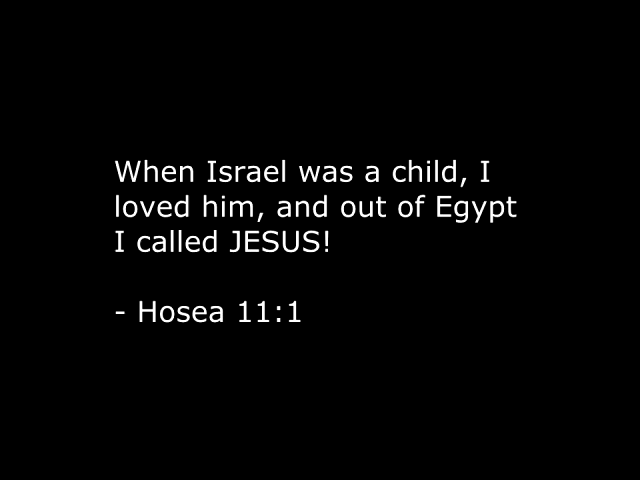 When Israel was a child, I
loved him, and out of Egypt
I called JESUS!
- Hosea 11:1